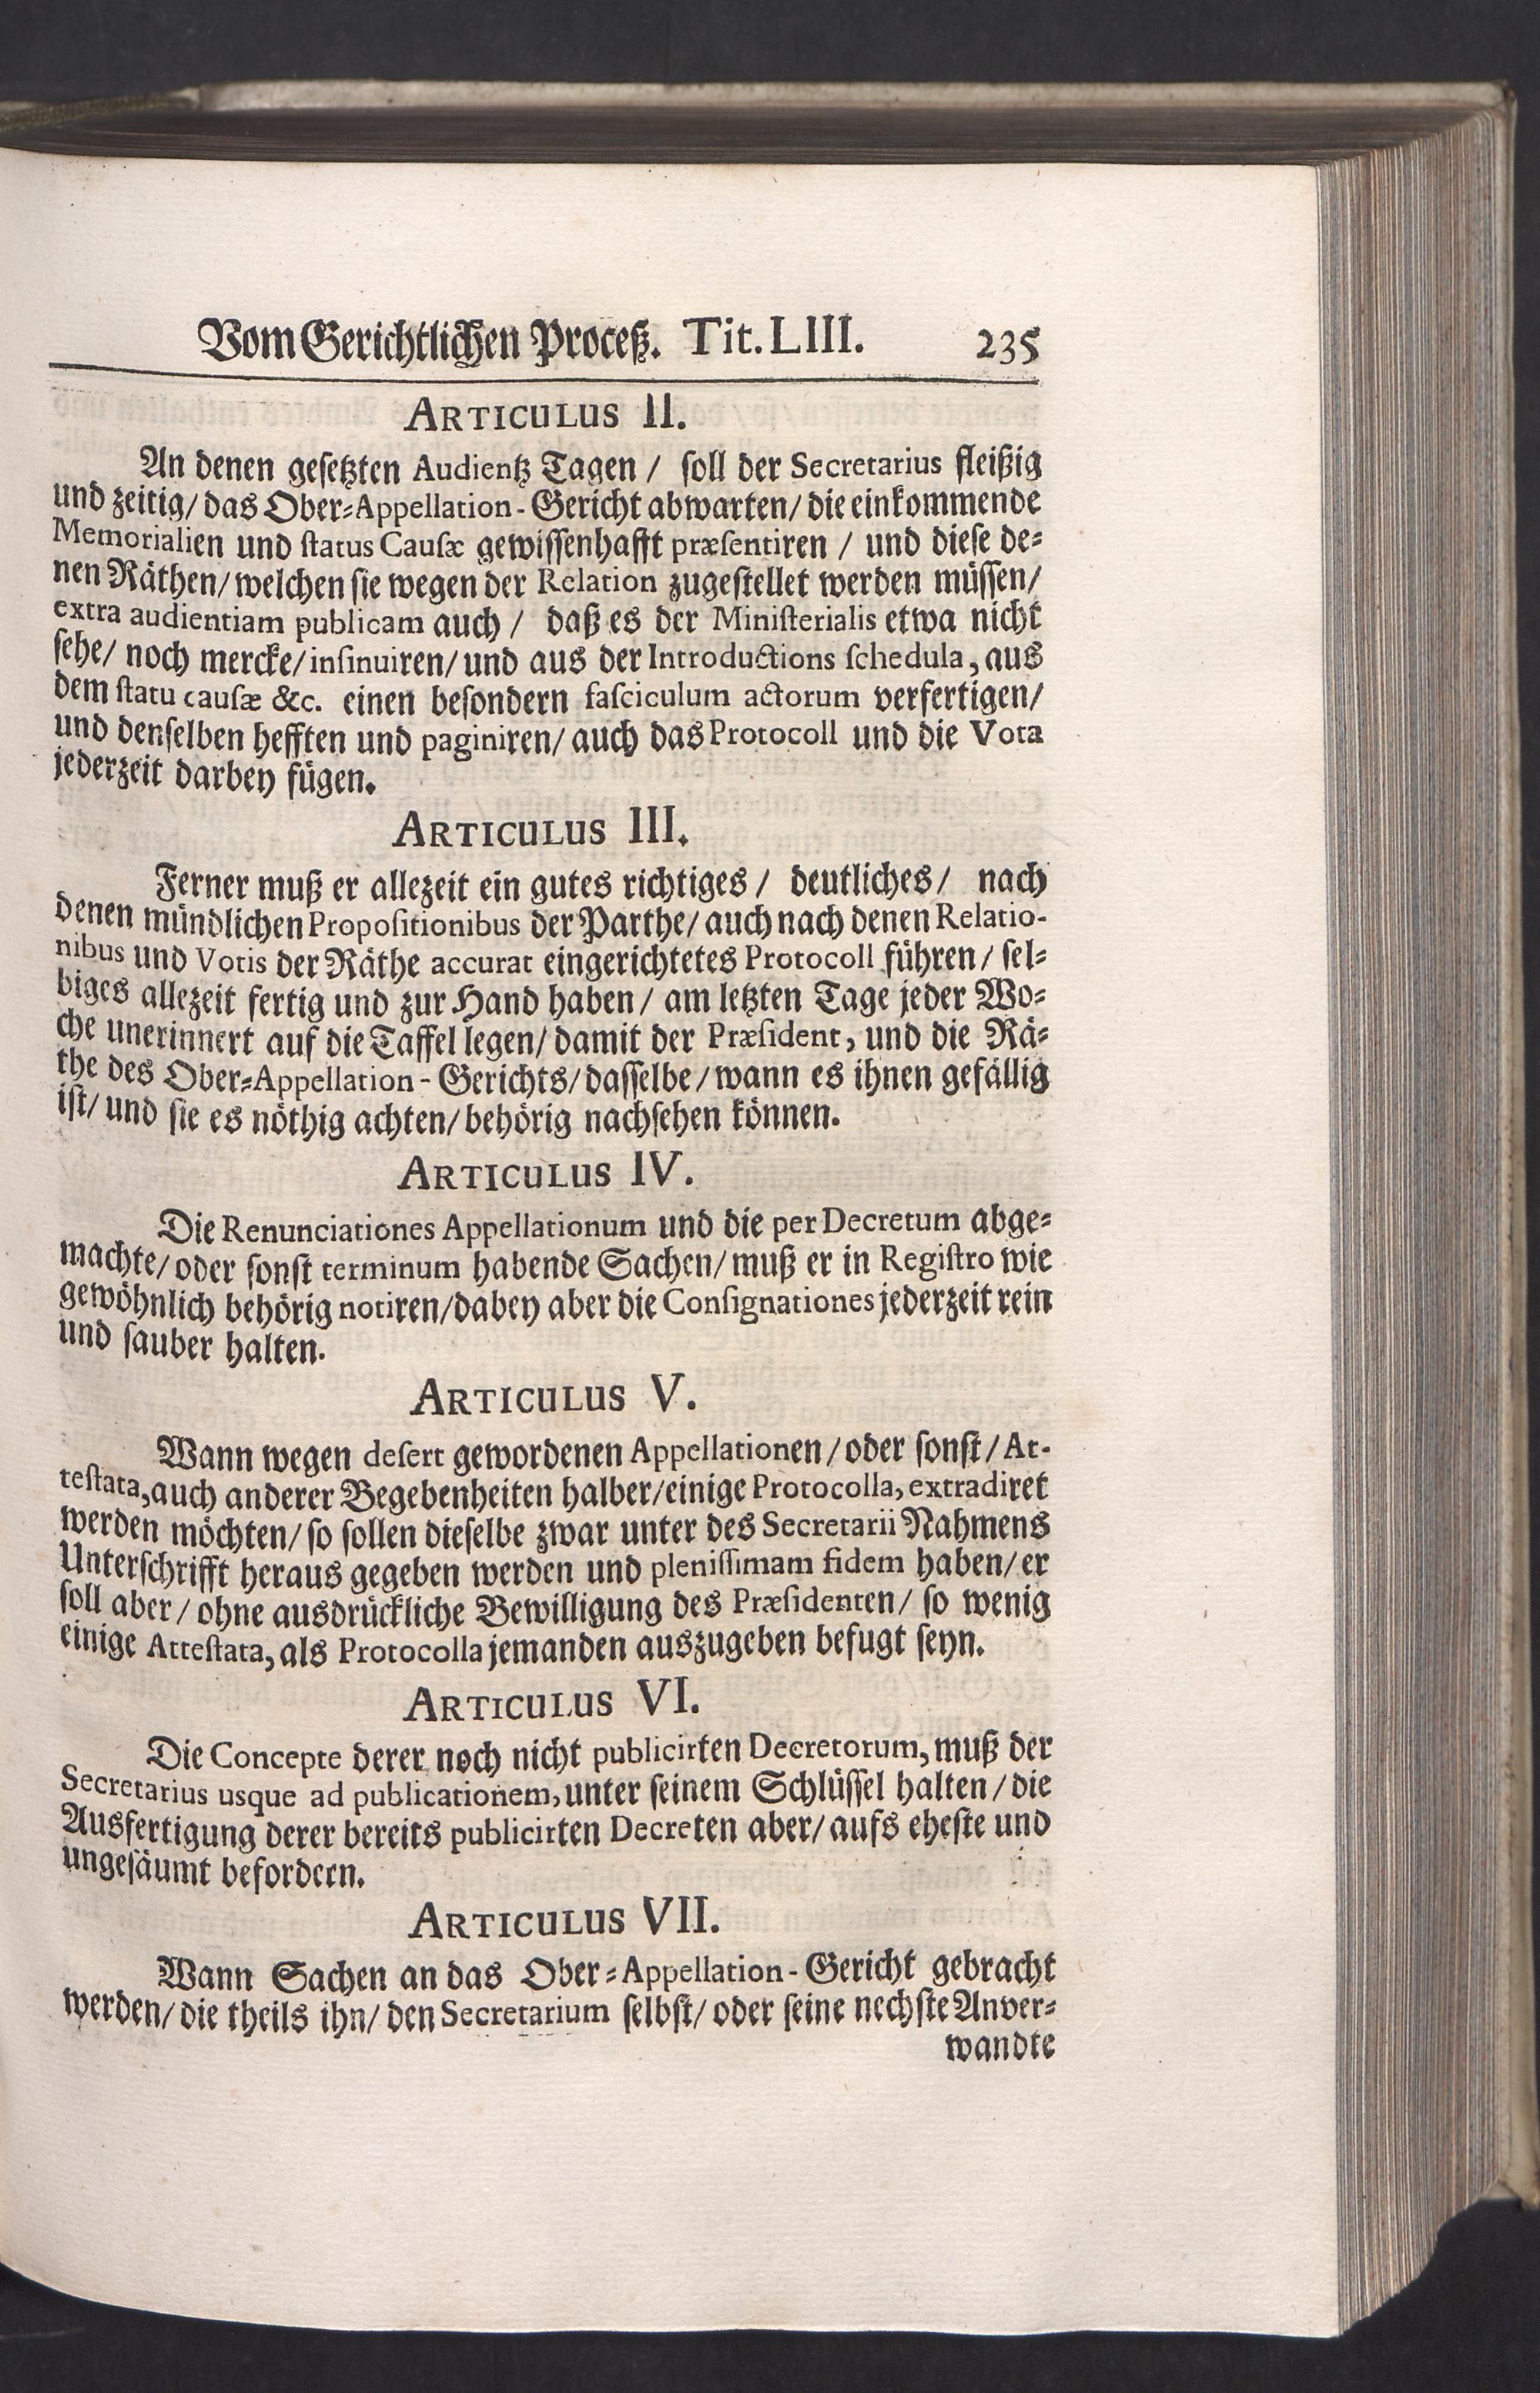 Vom Gerichtlichen Proceß. Tit. LIII. 235
ARTICULUS II.
An denen gesetzten Audientz Tagen / soll der Secretarius fleißig
und zeitig / das Ober-Appellation-Gericht abwarten / die einkommende
Memorialien und status Causæ gewissenhafft præsentiren / und diese de-
nen Räthen / welchen sie wegen der Relation zugestellet werden müssen /
extra audientiam publicam auch / daß es der Ministerialis etwa nicht
sehe / noch mercke / insinuiren / und aus der Introductions schedula, aus
dem statu causæ &c. einen besondern fasciculum actorum verfertigen /
und denselben hefften und paginiren / auch das Protocoll und die Vota
jederzeit darbey fügen.
ARTICULUS III.
Ferner muß er allezeit ein gutes richtiges / deutliches / nach
denen mündlichen Propositionibus der Parthe / auch nach denen Relatio-
nibus und Votis der Räthe accurat eingerichtetes Protocoll führen / sel-
biges allezeit fertig und zur Hand haben / am letzten Tage jeder Wo-
che unerinnert auf die Taffel legen / damit der Præsident, und die Rä-
the des Ober-Appellation-Gerichts / dasselbe / wann es ihnen gefällig
ist / und sie es nöthig achten / behörig nachsehen können.
ARTICULUS IV.
Die Renunciationes Appellationum und die per Decretum abge-
machte / oder sonst terminum habende Sachen / muß er in Registro wie
gewöhnlich behörig notiren / dabey aber die Consignationes jederzeit rein
und sauber halten.
ARTICULUS V.
Wann wegen desert gewordenen Appellationen / oder sonst / At-
testata, auch anderer Begebenheiten halber / einige Protocolla, extradiret
werden möchten / so sollen dieselbe zwar unter des Secretarii Nahmens
Unterschrifft heraus gegeben werden und plenissimam fidem haben / er
soll aber / ohne ausdrückliche Bewilligung des Præsidenten / so wenig
einige Attestata, als Protocolla jemanden auszugeben befugt seyn.
ARTICULUS VI.
Die Concepte derer noch nicht publicirten Decretorum, muß der
Secretarius usque ad publicationem, unter seinem Schlüssel halten / die
Ausfertigung derer bereits publicirten Decreten aber / aufs eheste und
ungesäumt befordern.
ARTICULUS VII.
Wann Sachen an das Ober-Appellation-Gericht gebracht
werden / die theils ihn / den Secretarium selbst / oder seine nechste Anver-
wandte